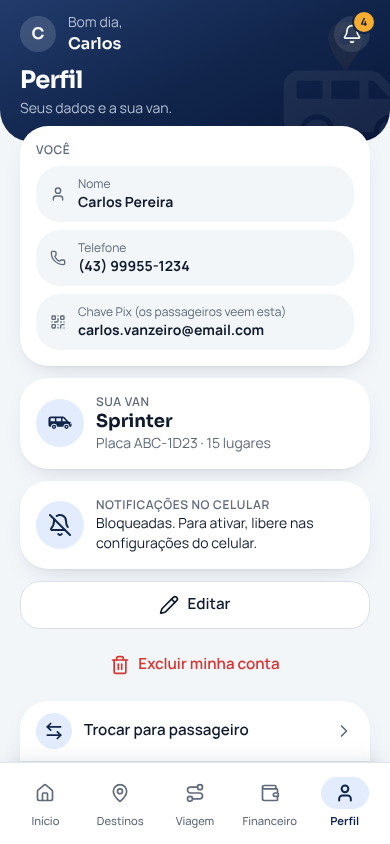 C
Bom dia,
Carlos
4
Perfil
Seus dados e a sua van.
VOCÊ
Nome
Carlos Pereira
Telefone
(43) 99955-1234
Chave Pix (os passageiros veem esta)
carlos.vanzeiro@email.com
SUA VAN
Sprinter
Placa ABC-1D23 · 15 lugares
NOTIFICAÇÕES NO CELULAR
Bloqueadas. Para ativar, libere nas
configurações do celular.
Editar
Excluir minha conta
Trocar para passageiro
Início
Destinos
Viagem
Financeiro
Perfil